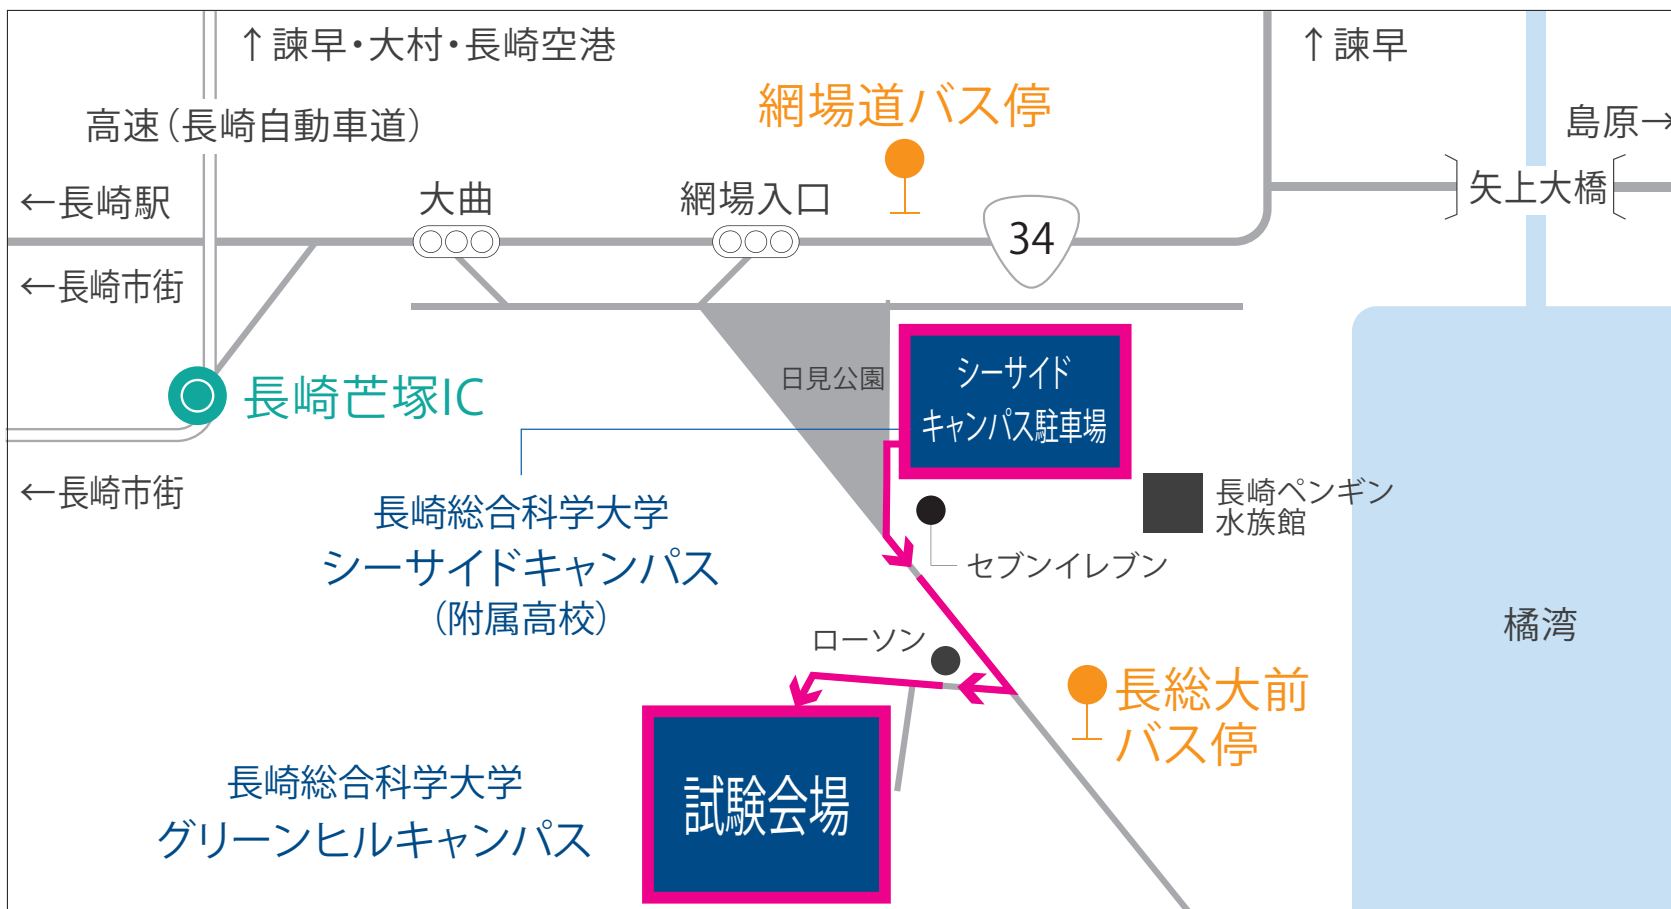 ↑諫早・大村・長崎空港
↑諫早
網場道バス停
高速（長崎自動車道）
島原→
←長崎駅
大曲
網場入口
矢上大橋
34
←長崎市街
日見公園
シーサイド
キャンパス駐車場
長崎芒塚IC
←長崎市街
長崎ペンギン
水族館
長崎総合科学大学
シーサイドキャンパス
（附属高校）
セブンイレブン
橘湾
ローソン
長総大前
バス停
長崎総合科学大学
グリーンヒルキャンパス
試験会場